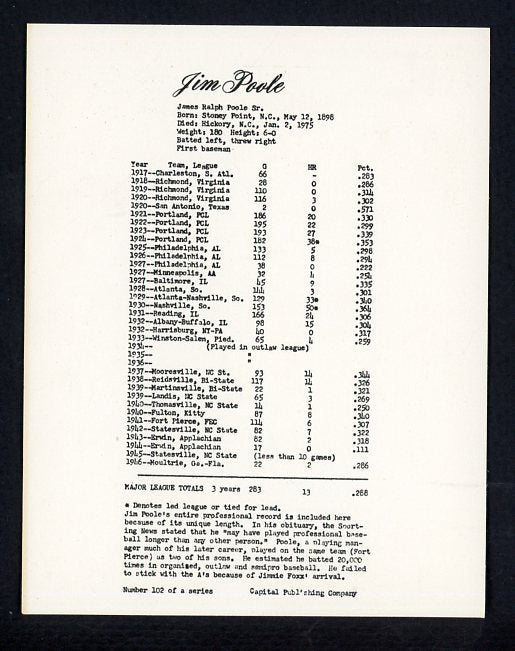 Jim Poole
James Ralph Poole Sr.
Born: Stoney Point, N.C., May 12, 1898
Died: Hickory, N.C., Jan. 2, 1975
Weight: 180 Height: 6-0
Batted left, threw right
First baseman
Year Team, League G HR Pct.
1917--Charleston, S. Atl. 66 - .283
1918--Richmond, Virginia 28 0 .286
1919--Richmond, Virginia 110 0 .314
1920--Richmond, Virginia 116 3 .302
1920--San Antonio, Texas 2 0 .571
1921--Portland, PCL 186 20 .330
1922--Portland, PCL 195 22 .299
1923--Portland, PCL 193 27 .339
1924--Portland, PCL 182 38* .353
1925--Philadelphia, AL 133 5 .298
1926--Philadelphia, AL 112 8 .294
1927--Philadelphia, AL 38 0 .222
1927--Minneapolis, AA 32 4 .254
1927--Baltimore, IL 45 9 .335
1928--Atlanta, So. 144 3 .301
1929--Atlanta-Nashville, So. 129 33* .340
1930--Nashville, So. 153 50* .364
1931--Reading, IL 166 24 .306
1932--Albany-Buffalo, IL 98 15 .304
1932--Harrisburg, NY-PA 40 0 .317
1933--Winston-Salem, Pied. 65 4 .259
1934-- (Played in outlaw league)
1935-- "
1936-- "
1937--Mooresville, NC St. 93 14 .344
1938--Reidsville, Bi-State 117 14 .326
1939--Martinsville, Bi-State 22 1 .321
1939--Landis, NC State 65 3 .269
1940--Thomasville, NC State 14 1 .250
1940--Fulton, Kitty 87 8 .340
1941--Fort Pierce, FEC 114 6 .307
1942--Statesville, NC State 82 7 .322
1943--Erwin, Applachian 82 2 .318
1944--Erwin, Applachian 17 0 .111
1945--Statesville, NC State (less than 10 games)
1946--Moultrie, Ga.-Fla. 22 2 .286
MAJOR LEAGUE TOTALS 3 years 283 13 .288
* Denotes led league or tied for lead.
Jim Poole's entire professional record is included here
because of its unique length. In his obituary, the Sport-
ing News stated that he "may have played professional base-
ball longer than any other person." Poole, a playing man-
ager much of his later career, played on the same team (Fort
Pierce) as two of his sons. He estimated he batted 20,000
times in organized, outlaw and semipro baseball. He failed
to stick with the A's because of Jimmie Foxx' arrival.
Number 102 of a series Capital Publishing Company